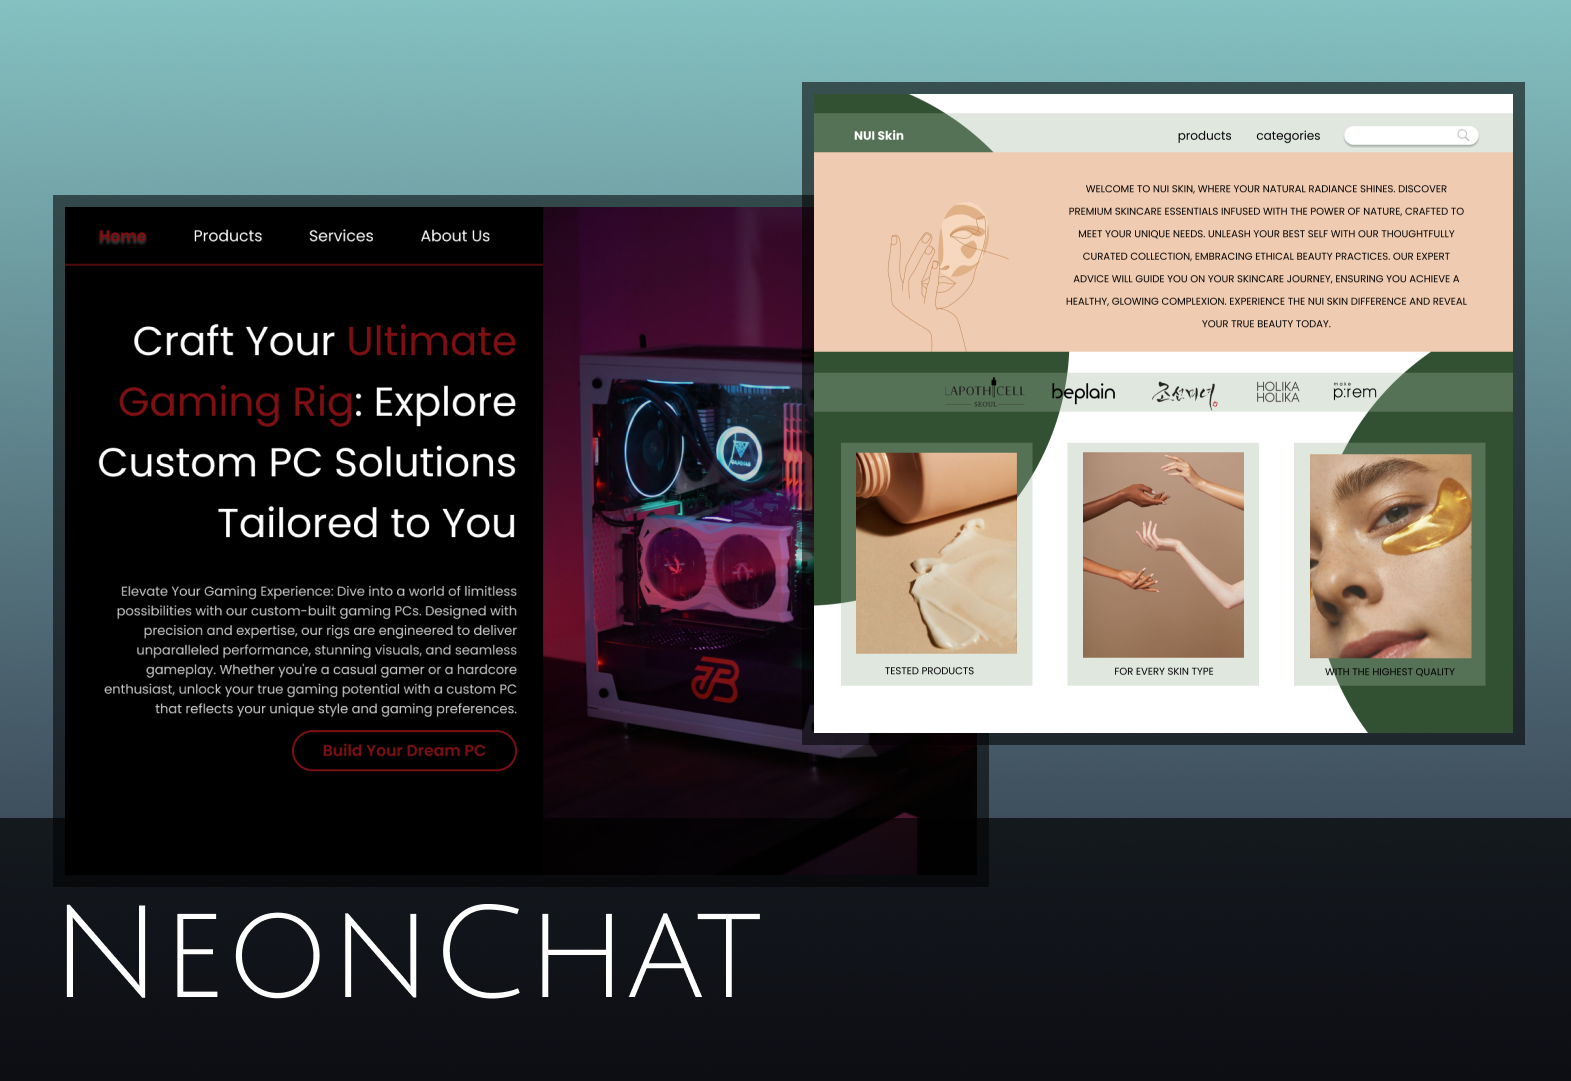 Home Products Services About Us
Craft Your Ultimate
Gaming Rig: Explore
Custom PC Solutions
Tailored to You
Elevate Your Gaming Experience: Dive into a world of limitless
possibilities with our custom-built gaming PCs. Designed with
precision and expertise, our rigs are engineered to deliver
unparalleled performance, stunning visuals, and seamless
gameplay. Whether you're a casual gamer or a hardcore
enthusiast, unlock your true gaming potential with a custom PC
that reflects your unique style and gaming preferences.
Build Your Dream PC
NUI Skin products categories
WELCOME TO NUI SKIN, WHERE YOUR NATURAL RADIANCE SHINES. DISCOVER
PREMIUM SKINCARE ESSENTIALS INFUSED WITH THE POWER OF NATURE, CRAFTED TO
MEET YOUR UNIQUE NEEDS. UNLEASH YOUR BEST SELF WITH OUR THOUGHTFULLY
CURATED COLLECTION, EMBRACING ETHICAL BEAUTY PRACTICES. OUR EXPERT
ADVICE WILL GUIDE YOU ON YOUR SKINCARE JOURNEY, ENSURING YOU ACHIEVE A
HEALTHY, GLOWING COMPLEXION. EXPERIENCE THE NUI SKIN DIFFERENCE AND REVEAL
YOUR TRUE BEAUTY TODAY.
LAPOTHICELL
SEOUL
beplain
조선미녀
HOLIKA
HOLIKA
make
p:rem
TESTED PRODUCTS
FOR EVERY SKIN TYPE
WITH THE HIGHEST QUALITY
NEONCHAT